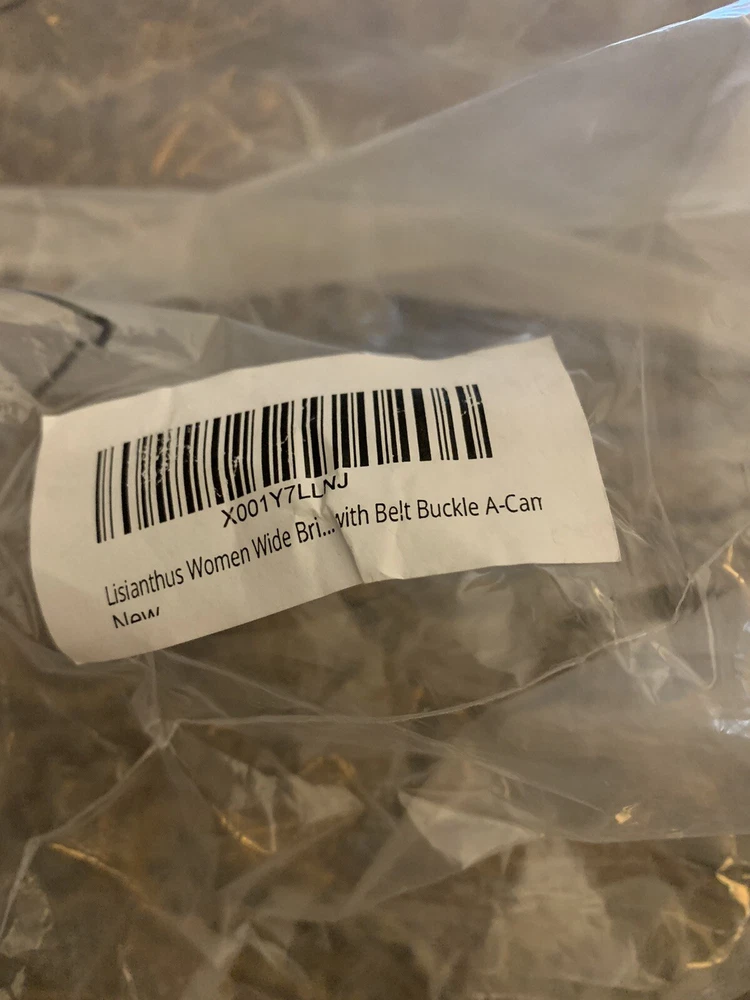 X001Y7LLNJ
Lisianthus Women Wide Bri...with Belt Buckle A-Cam
New